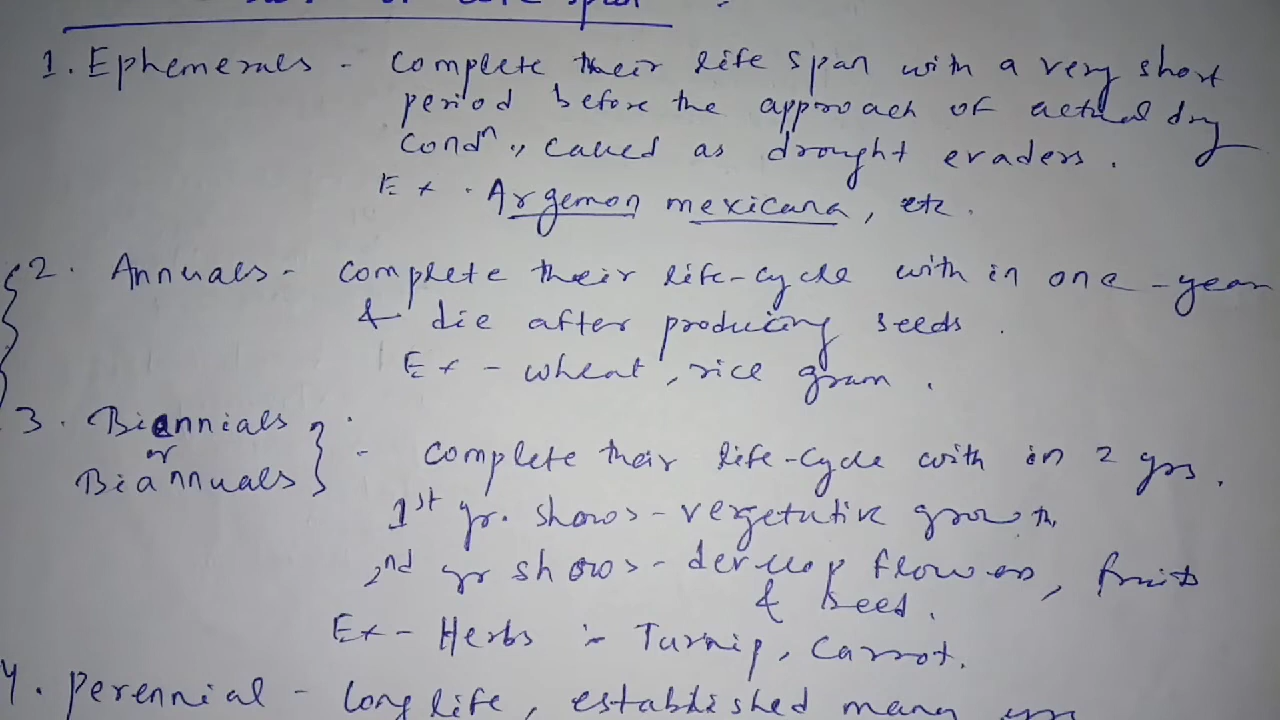 span
1. Ephemerals - complete their life span with a very short
period before the approach of actual dry
condn, called as drought evaders.
Ex. Argemon mexicana, etc.
2. Annuals - complete their life-cycle with in one-year
& die after producing seeds.
Ex - wheat, rice gram.
3. Biennials
or
Biannuals - complete their life-cycle with in 2 yrs.
1st yr. shows - vergetative growth
2nd yr shows - develop flowers, fruits
& seed.
Ex - Herbs :- Turnip, Carrot.
4. Perennial - long life, established many